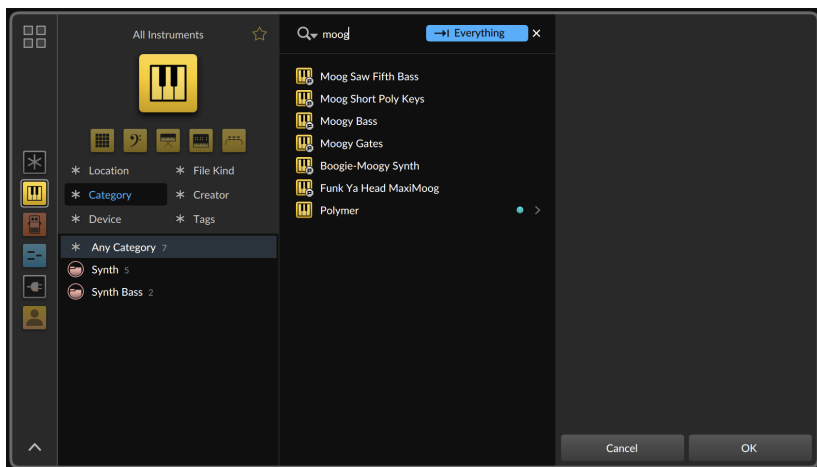 All Instruments
Location
File Kind
Category
Creator
Device
Tags
Any Category 7
Synth 5
Synth Bass 2
moog
Everything
Moog Saw Fifth Bass
Moog Short Poly Keys
Moogy Bass
Moogy Gates
Boogie-Moogy Synth
Funk Ya Head MaxiMoog
Polymer
Cancel
OK